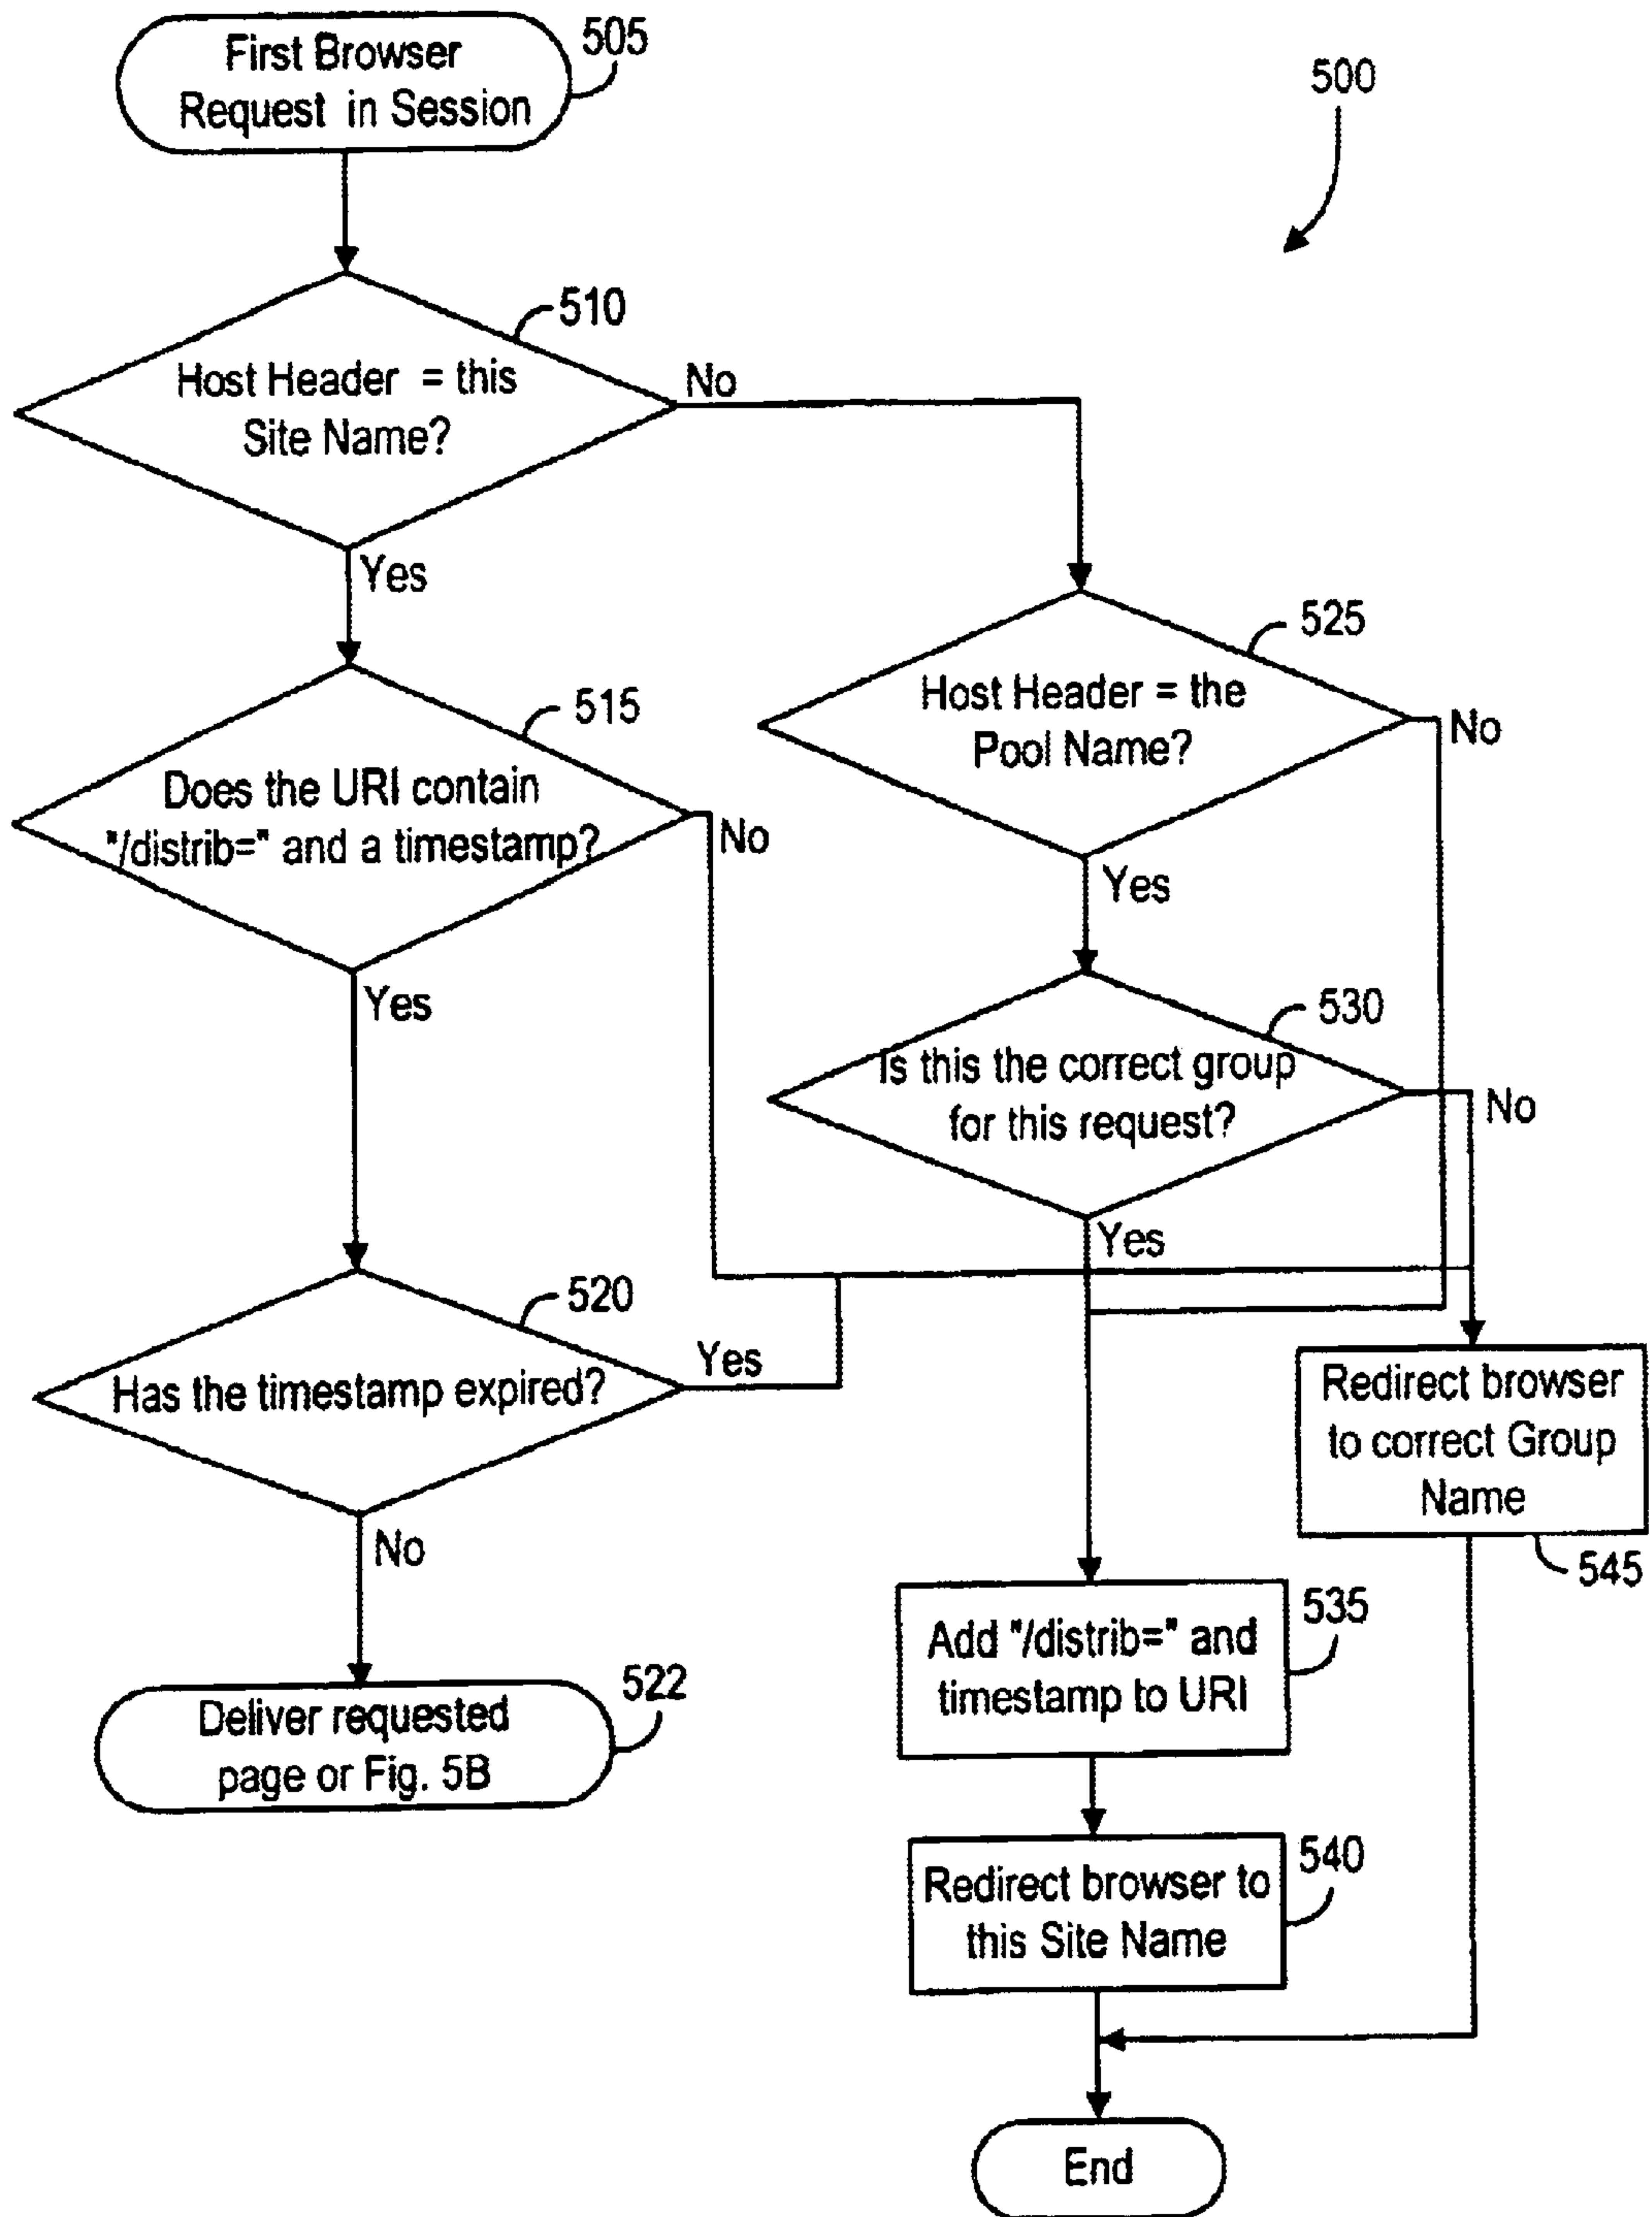 First Browser
Request in Session
505
500
Host Header = this
Site Name?
510
No
Yes
Does the URI contain
"/distrib=" and a timestamp?
515
No
Yes
Host Header = the
Pool Name?
525
No
Yes
Is this the correct group
for this request?
530
No
Yes
Has the timestamp expired?
520
Yes
No
Deliver requested
page or Fig. 5B
522
Redirect browser
to correct Group
Name
545
Add "/distrib=" and
timestamp to URI
535
Redirect browser to
this Site Name
540
End